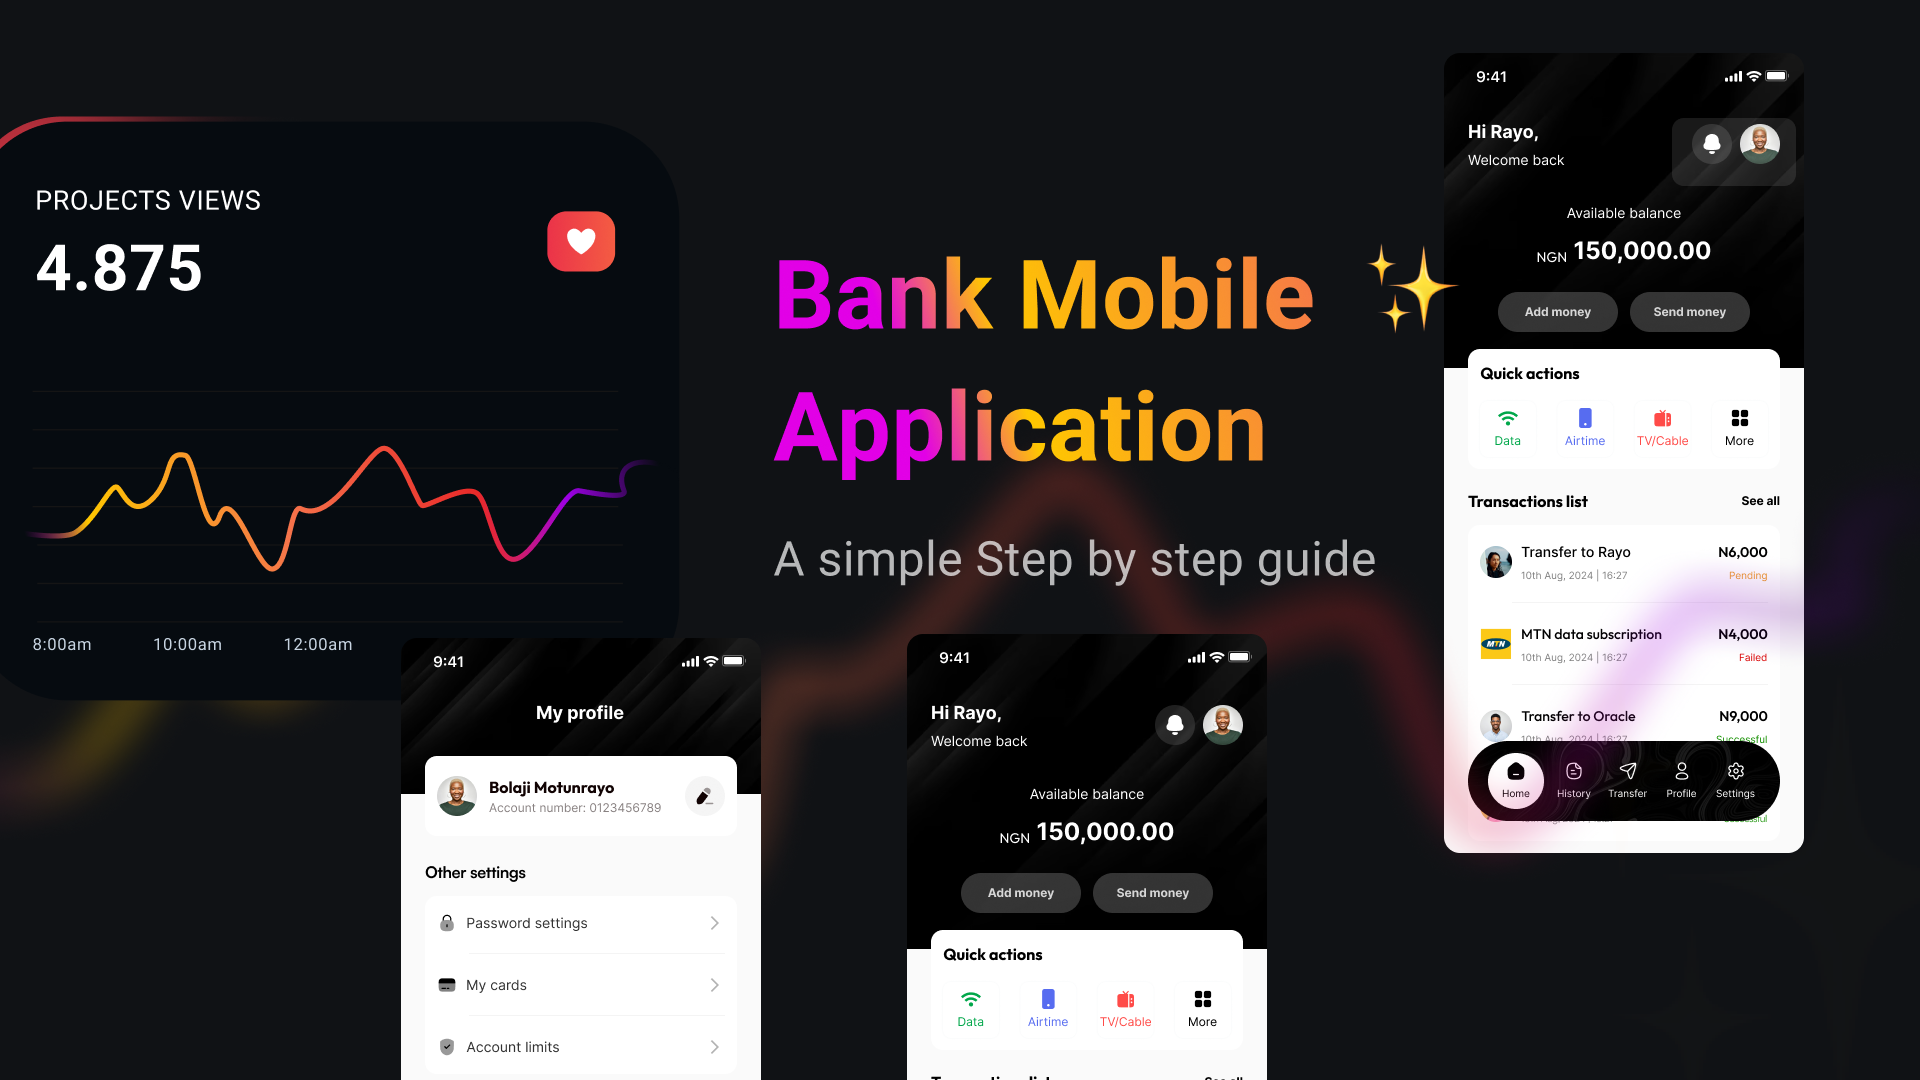 PROJECTS VIEWS
4.875
8:00am 10:00am 12:00am
Bank Mobile
Application
A simple Step by step guide
9:41
My profile
Bolaji Motunrayo
Account number: 0123456789
Other settings
Password settings
My cards
Account limits
9:41
Hi Rayo,
Welcome back
Available balance
NGN 150,000.00
Add money Send money
Quick actions
Data Airtime TV/Cable More
9:41
Hi Rayo,
Welcome back
Available balance
NGN 150,000.00
Add money Send money
Quick actions
Data Airtime TV/Cable More
Transactions list See all
Transfer to Rayo N6,000
10th Aug, 2024 | 16:27 Pending
MTN
MTN data subscription N4,000
10th Aug, 2024 | 16:27 Failed
Transfer to Oracle N9,000
10th Aug, 2024 | 16:27 Successful
Home History Transfer Profile Settings